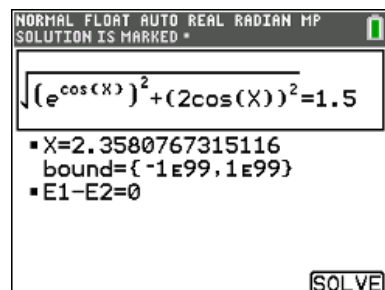 NORMAL FLOAT AUTO REAL RADIAN MP
SOLUTION IS MARKED *
√(e^cos(X))²+(2cos(X))²=1.5
▪X=2.3580767315116
bound={-1ᴇ99,1ᴇ99}
▪E1-E2=0
SOLVE